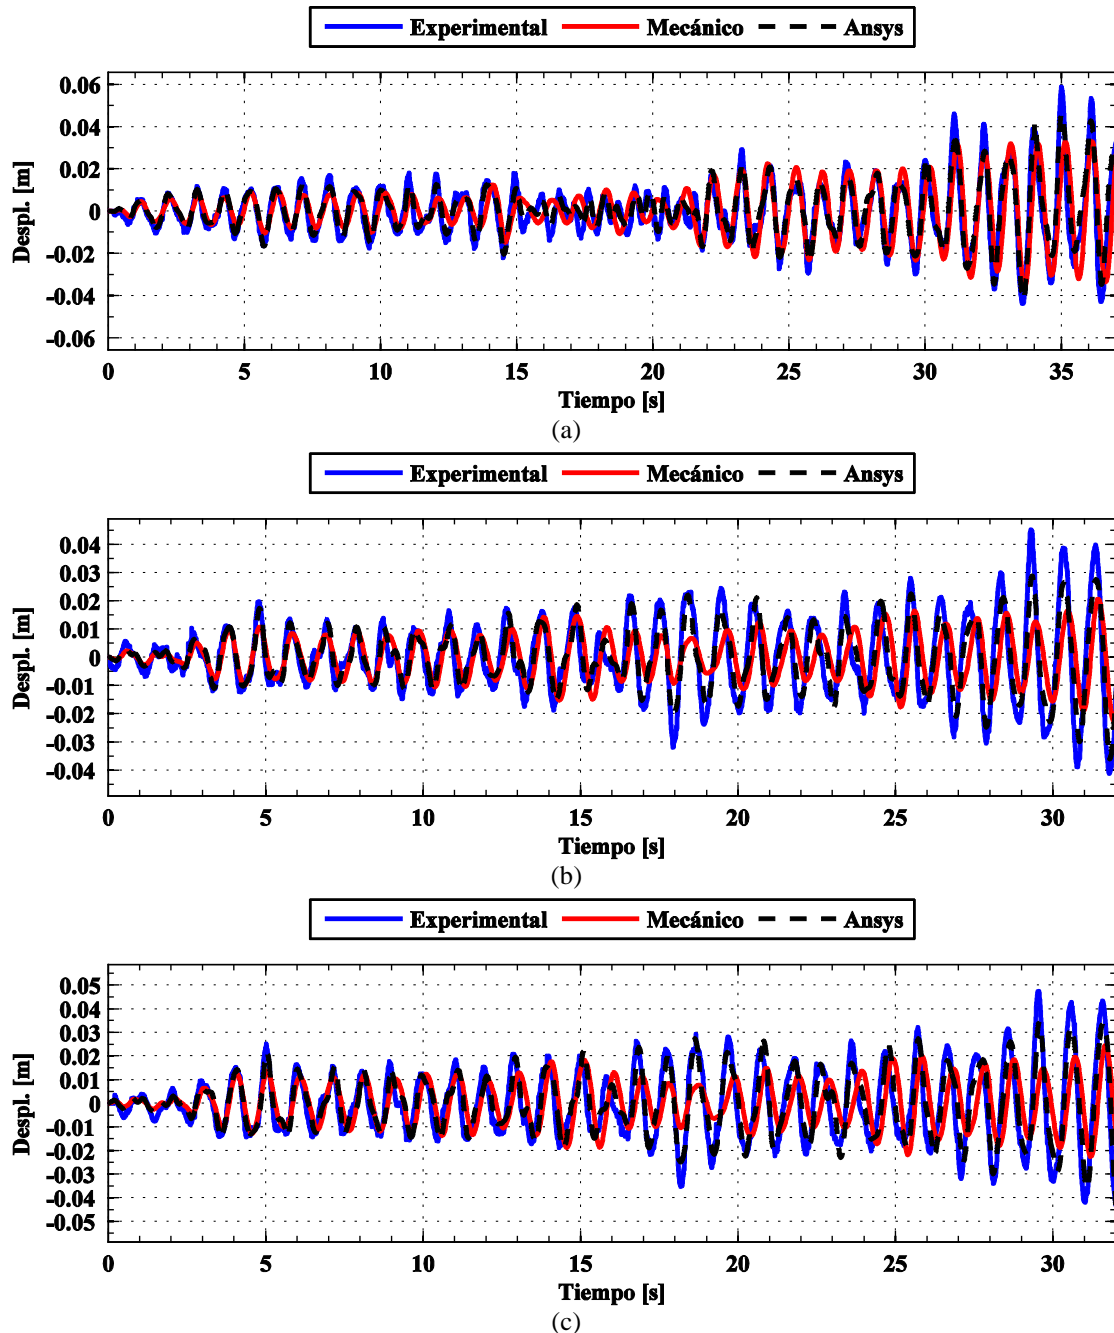 Experimental Mecánico Ansys
0.06
0.04
0.02
0
-0.02
-0.04
-0.06
Despl. [m]
0 5 10 15 20 25 30 35
Tiempo [s]
(a)
Experimental Mecánico Ansys
0.04
0.03
0.02
0.01
0
-0.01
-0.02
-0.03
-0.04
Despl. [m]
0 5 10 15 20 25 30
Tiempo [s]
(b)
Experimental Mecánico Ansys
0.05
0.04
0.03
0.02
0.01
0
-0.01
-0.02
-0.03
-0.04
-0.05
Despl. [m]
0 5 10 15 20 25 30
Tiempo [s]
(c)